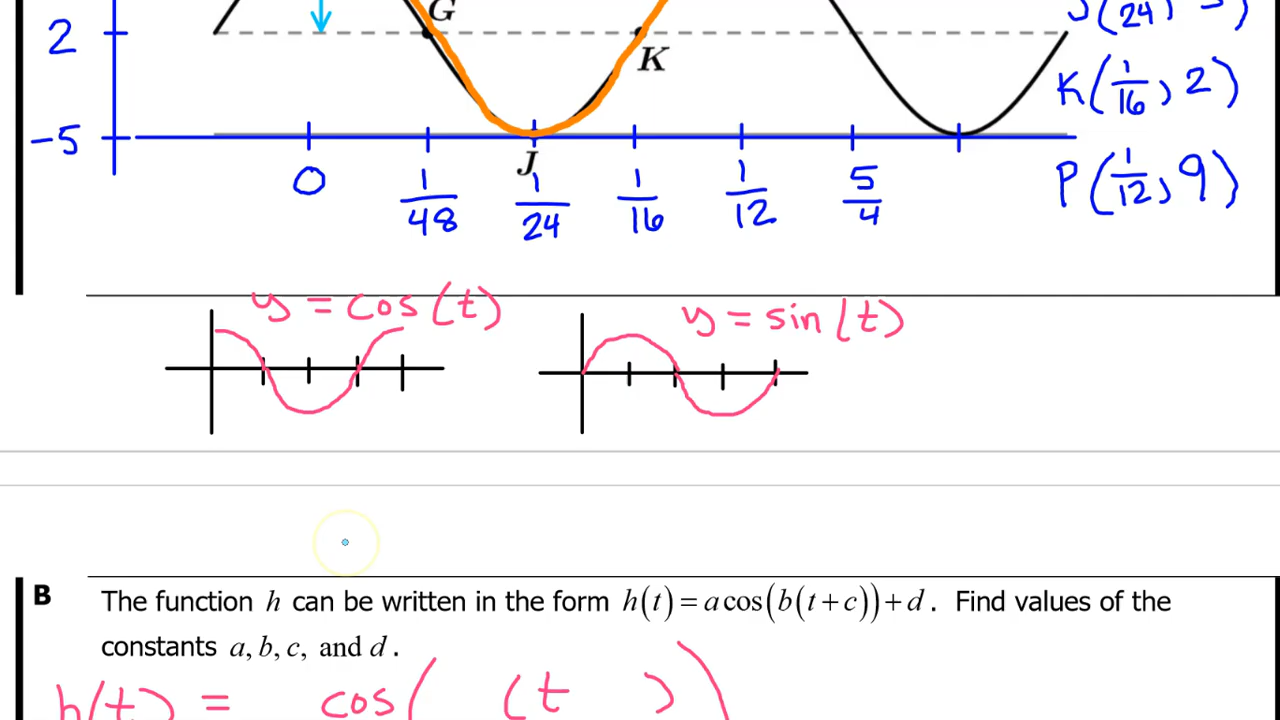 G
2
K
K(1/16, 2)
-5
J
P(1/12, 9)
0 1/48 1/24 1/16 1/12 5/4
y = cos(t) y = sin(t)
B The function h can be written in the form h(t) = a cos(b(t+c)) + d. Find values of the
constants a, b, c, and d.
h(t) = cos( (t ) )